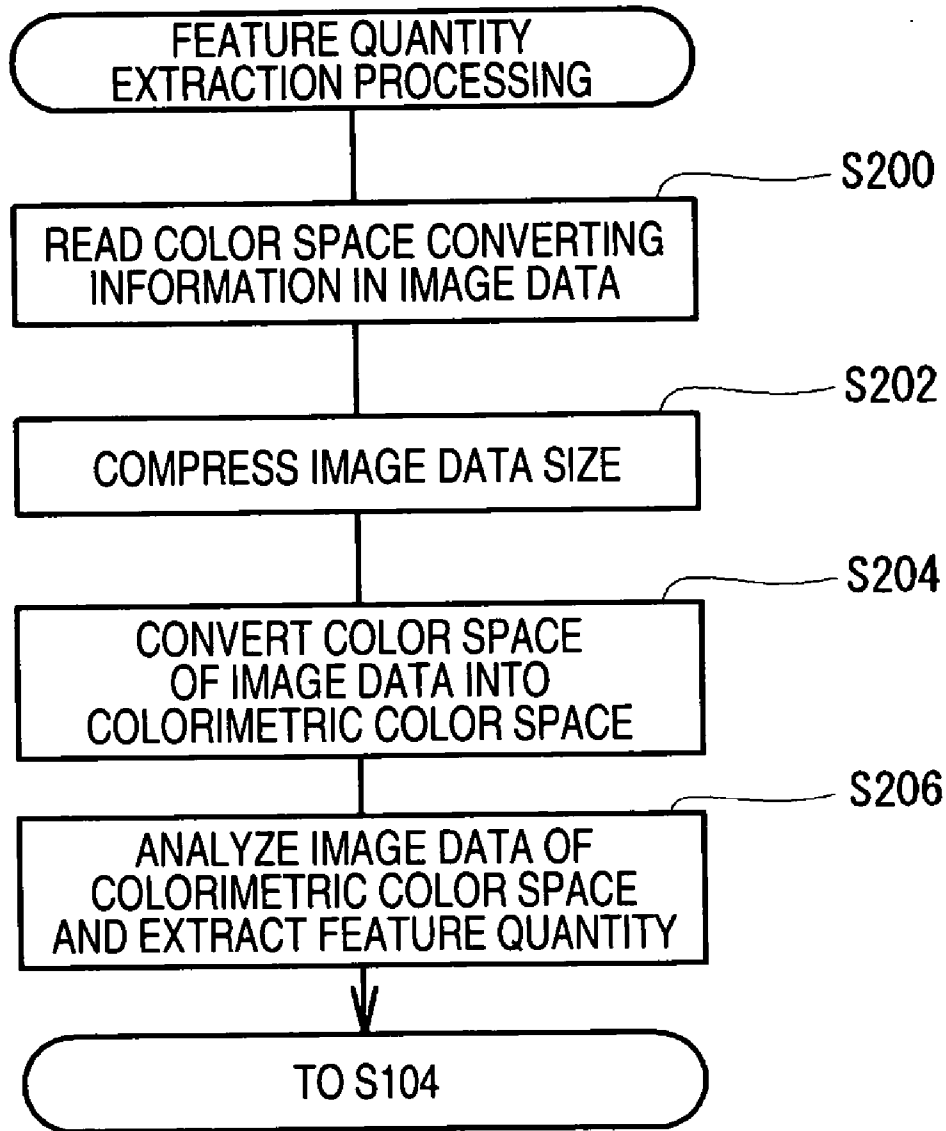 FEATURE QUANTITY
EXTRACTION PROCESSING
S200
READ COLOR SPACE CONVERTING
INFORMATION IN IMAGE DATA
S202
COMPRESS IMAGE DATA SIZE
S204
CONVERT COLOR SPACE
OF IMAGE DATA INTO
COLORIMETRIC COLOR SPACE
S206
ANALYZE IMAGE DATA OF
COLORIMETRIC COLOR SPACE
AND EXTRACT FEATURE QUANTITY
TO S104